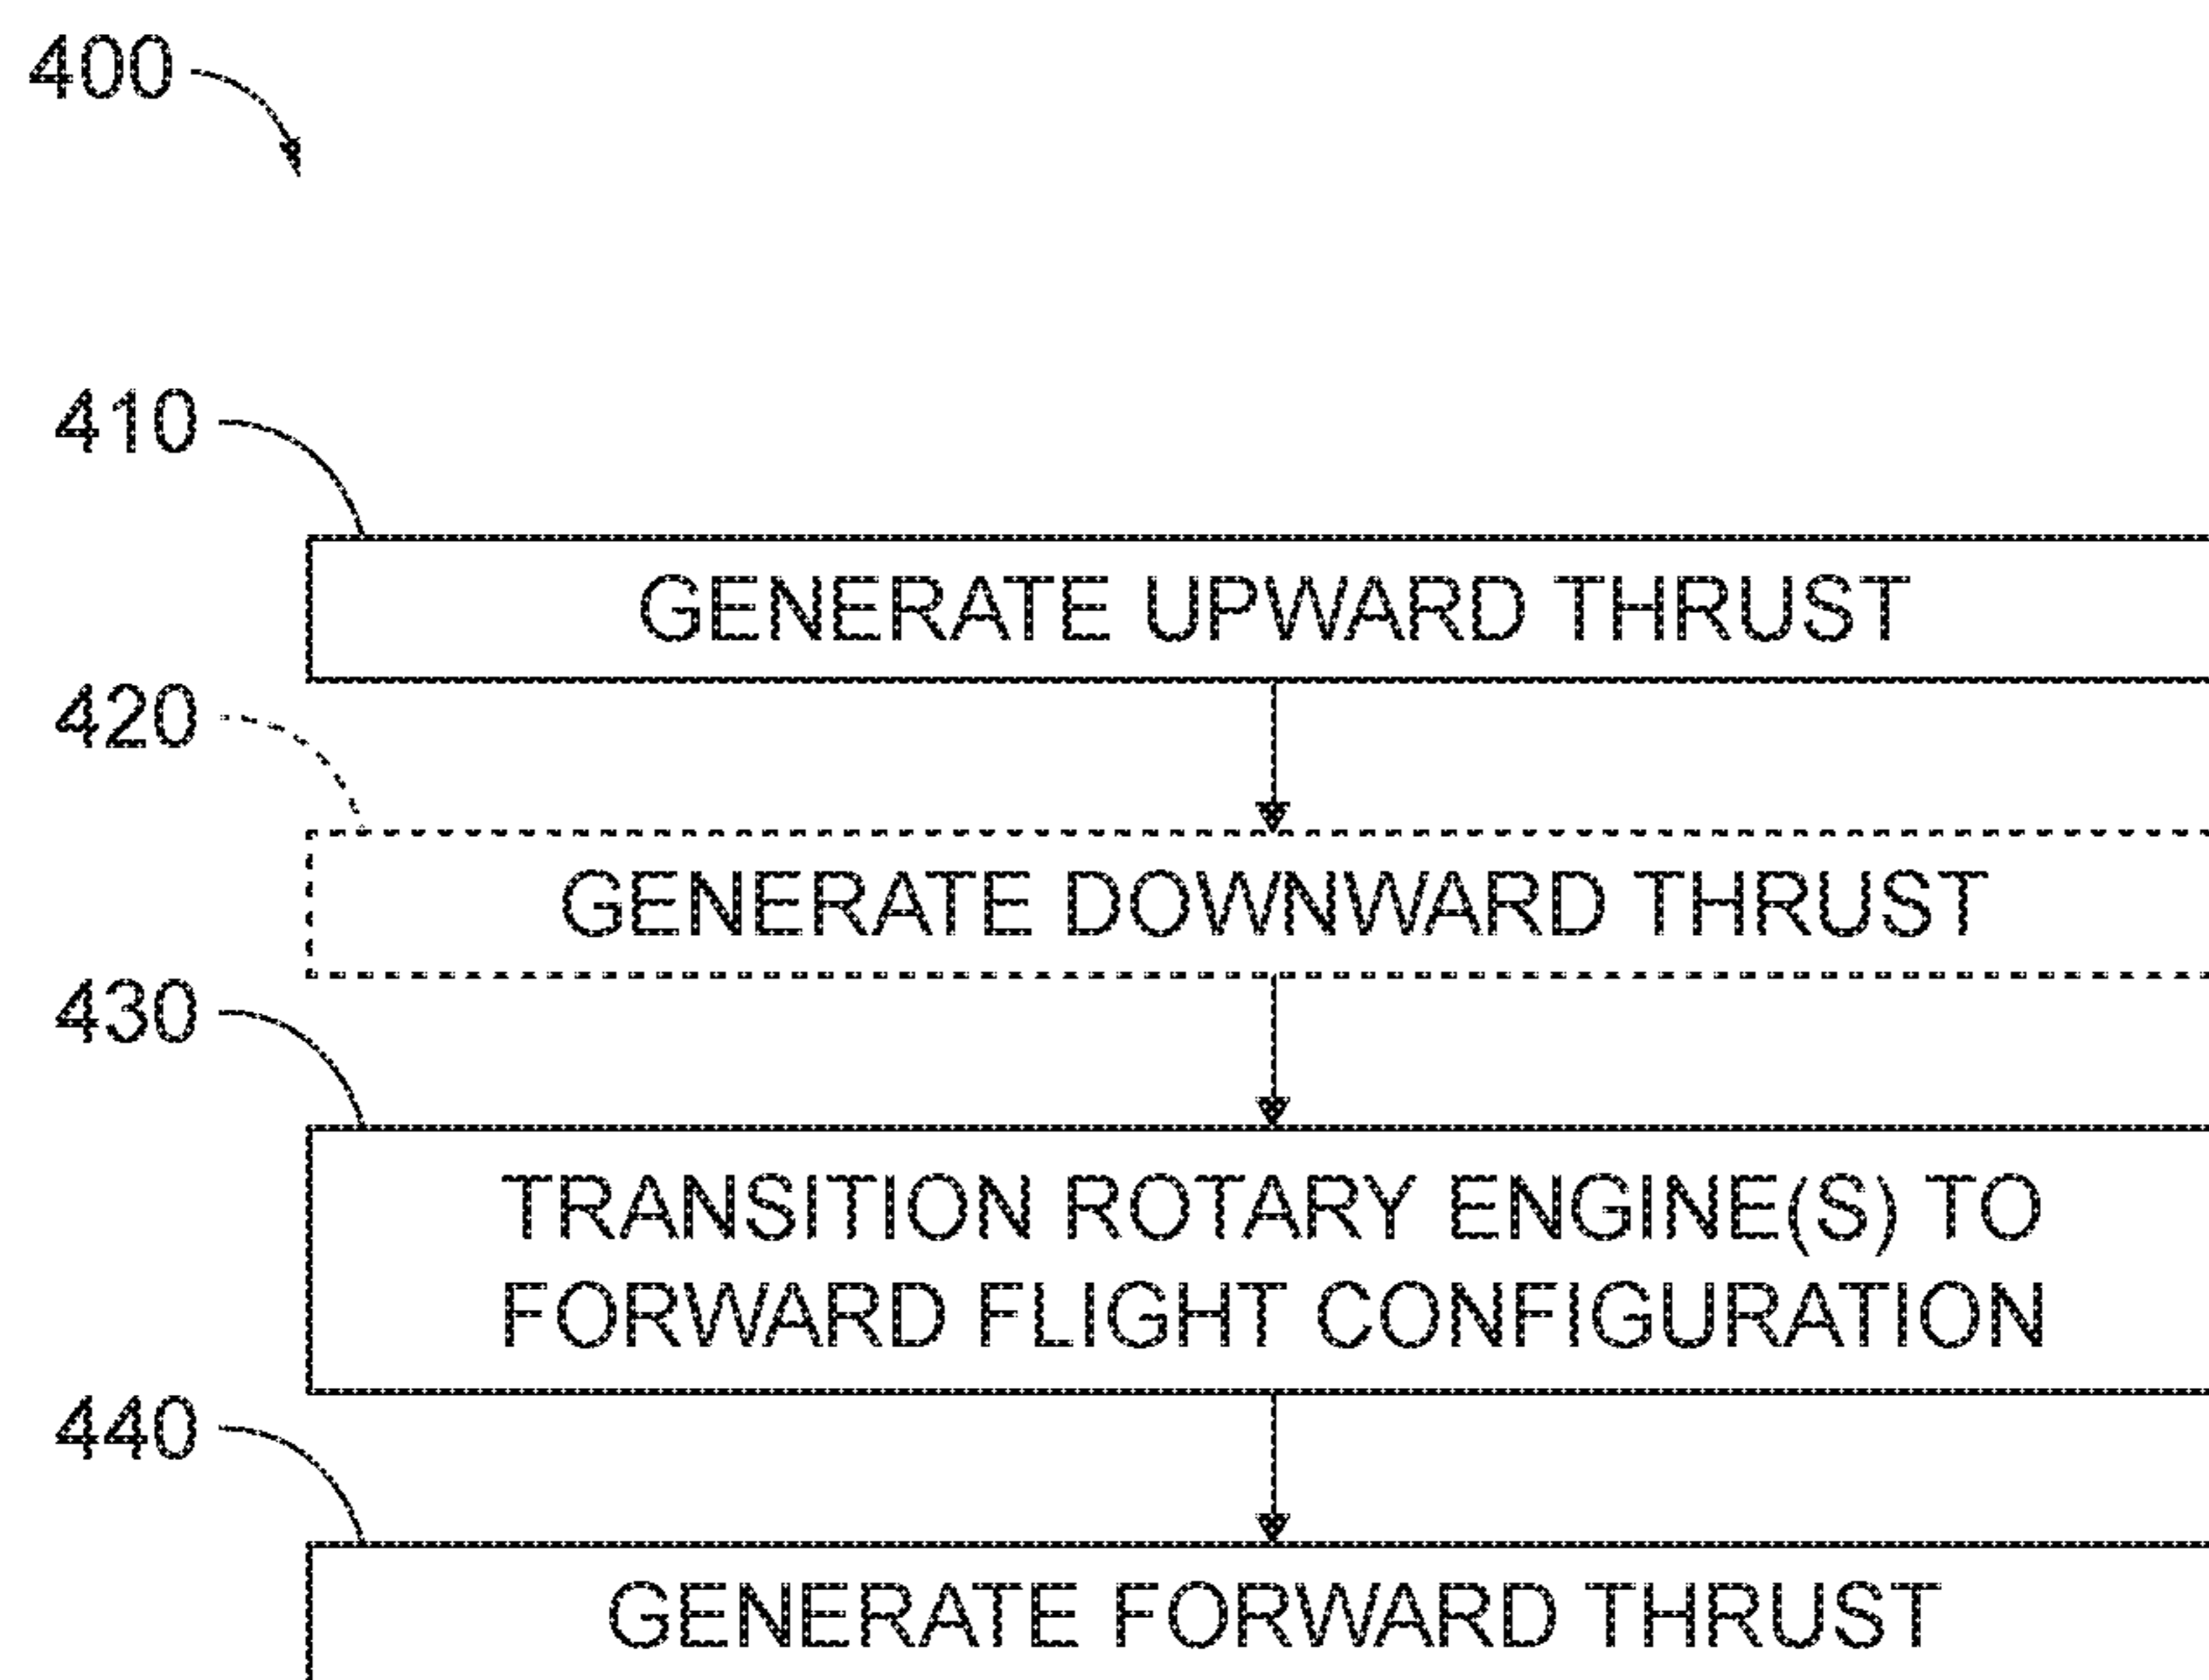 400
410
GENERATE UPWARD THRUST
420
GENERATE DOWNWARD THRUST
430
TRANSITION ROTARY ENGINE(S) TO
FORWARD FLIGHT CONFIGURATION
440
GENERATE FORWARD THRUST